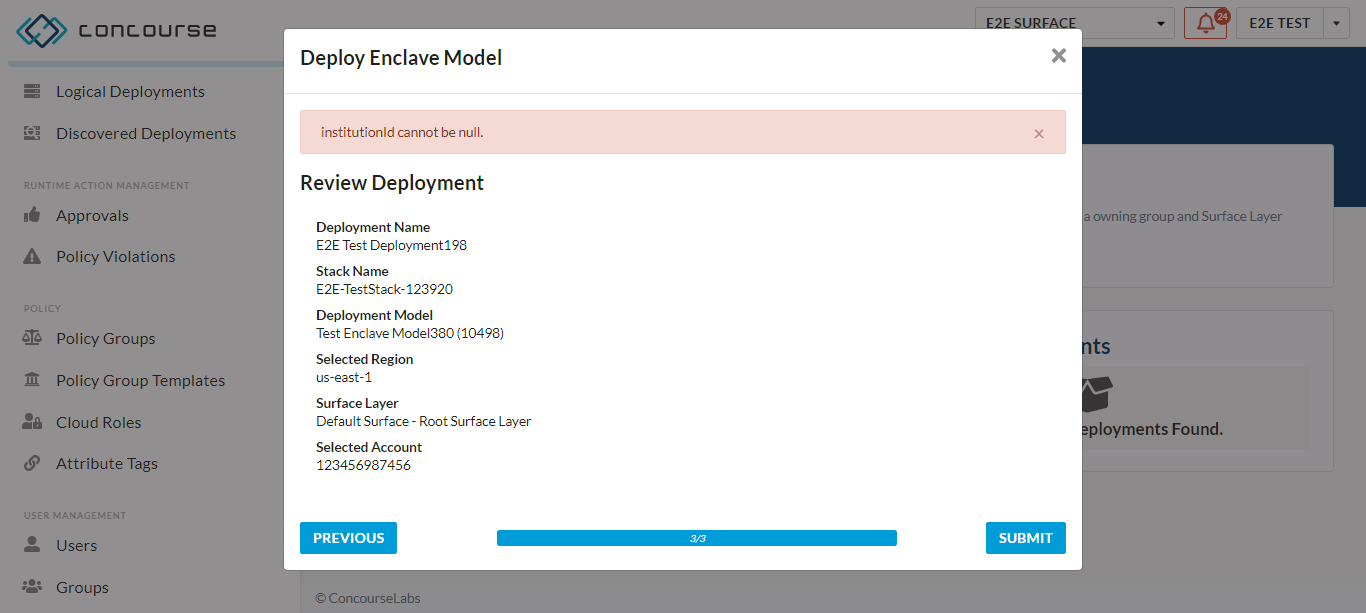 concourse
E2E SURFACE
24
E2E TEST
Logical Deployments
Discovered Deployments
RUNTIME ACTION MANAGEMENT
Approvals
Policy Violations
POLICY
Policy Groups
Policy Group Templates
Cloud Roles
Attribute Tags
USER MANAGEMENT
Users
Groups
Deploy Enclave Model
institutionId cannot be null.
Review Deployment
Deployment Name
E2E Test Deployment198
Stack Name
E2E-TestStack-123920
Deployment Model
Test Enclave Model380 (10498)
Selected Region
us-east-1
Surface Layer
Default Surface - Root Surface Layer
Selected Account
123456987456
PREVIOUS
3/3
SUBMIT
a owning group and Surface Layer
nts
eployments Found.
© ConcourseLabs